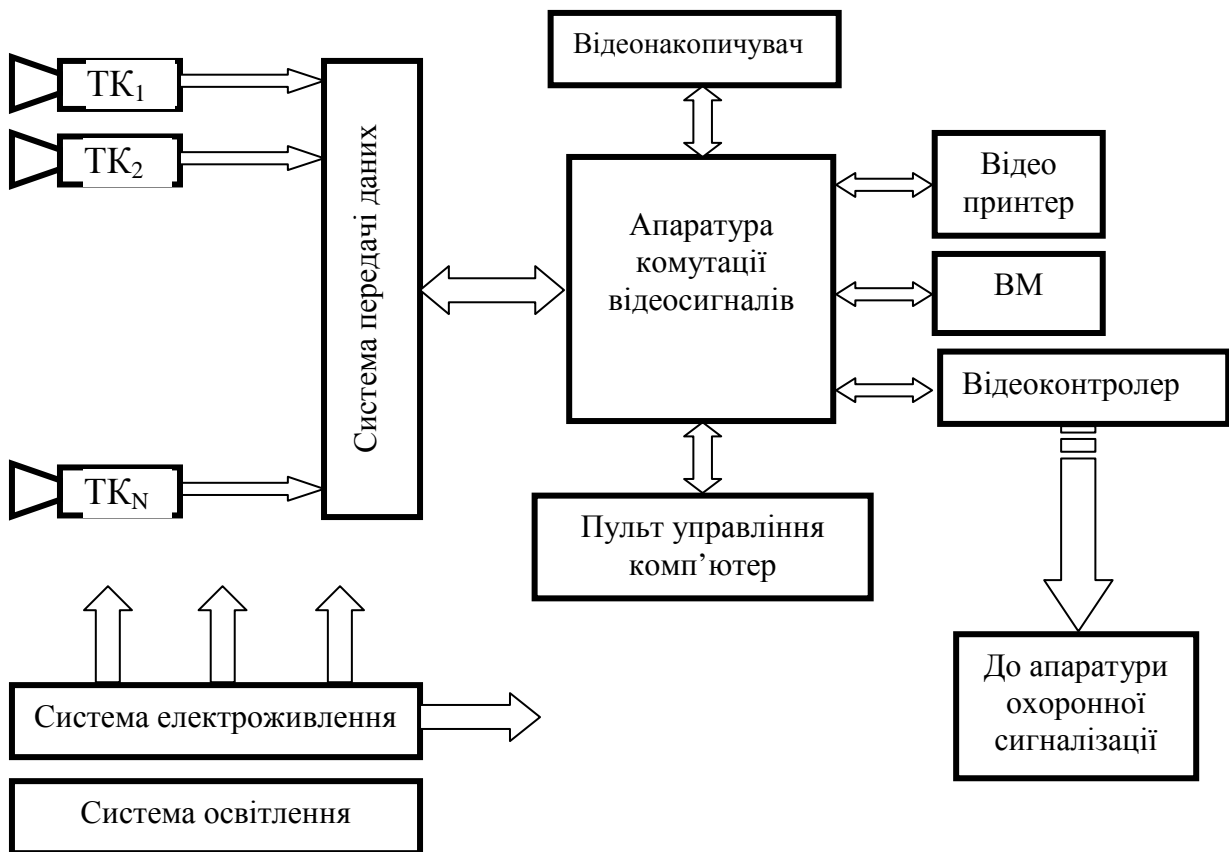 ТК1
ТК2
ТКN
Система передачі даних
Відеонакопичувач
Апаратура
комутації
відеосигналів
Відео
принтер
ВМ
Відеоконтролер
Пульт управління
комп’ютер
До апаратури
охоронної
сигналізації
Система електроживлення
Система освітлення